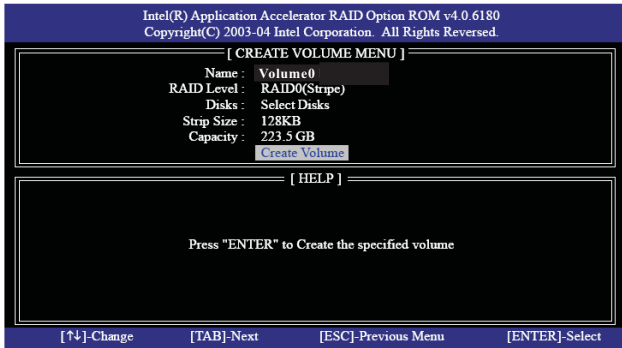 Intel(R) Application Accelerator RAID Option ROM v4.0.6180
Copyright(C) 2003-04 Intel Corporation. All Rights Reversed.
[ CREATE VOLUME MENU ]
Name : Volume0
RAID Level : RAID0(Stripe)
Disks : Select Disks
Strip Size : 128KB
Capacity : 223.5 GB
Create Volume
[ HELP ]
Press "ENTER" to Create the specified volume
[↑↓]-Change [TAB]-Next [ESC]-Previous Menu [ENTER]-Select